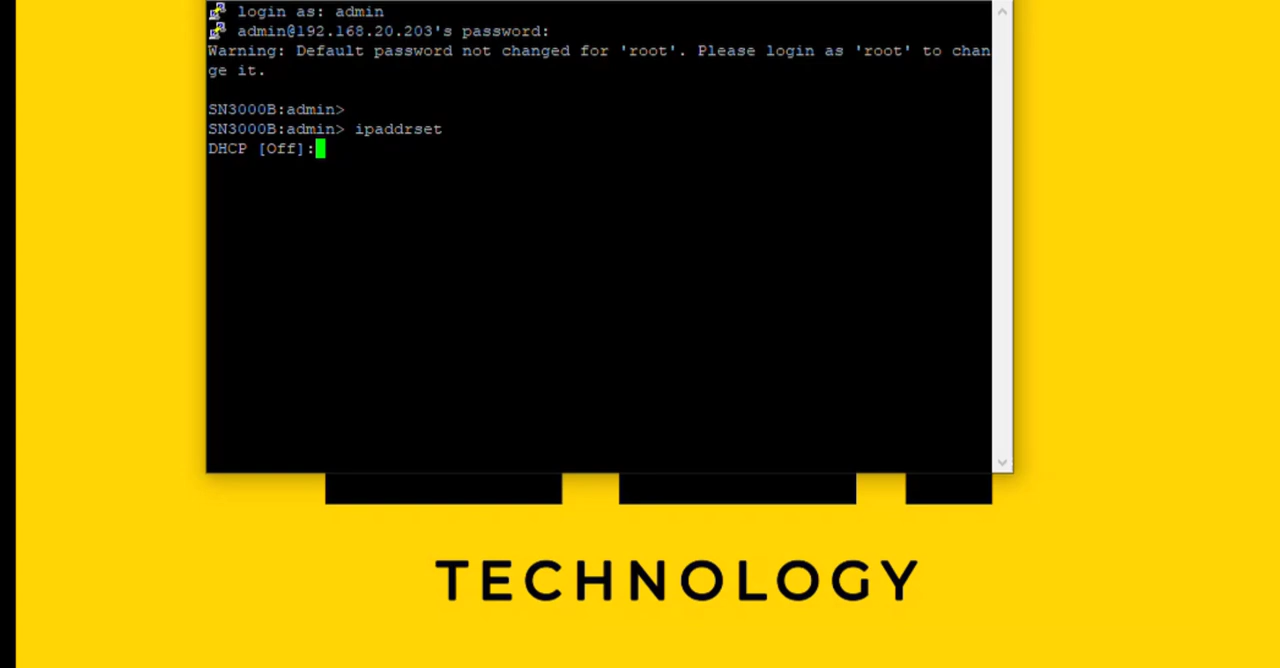 login as: admin
admin@192.168.20.203's password:
Warning: Default password not changed for 'root'. Please login as 'root' to chan
ge it.
SN3000B:admin>
SN3000B:admin> ipaddrset
DHCP [Off]:
TECHNOLOGY